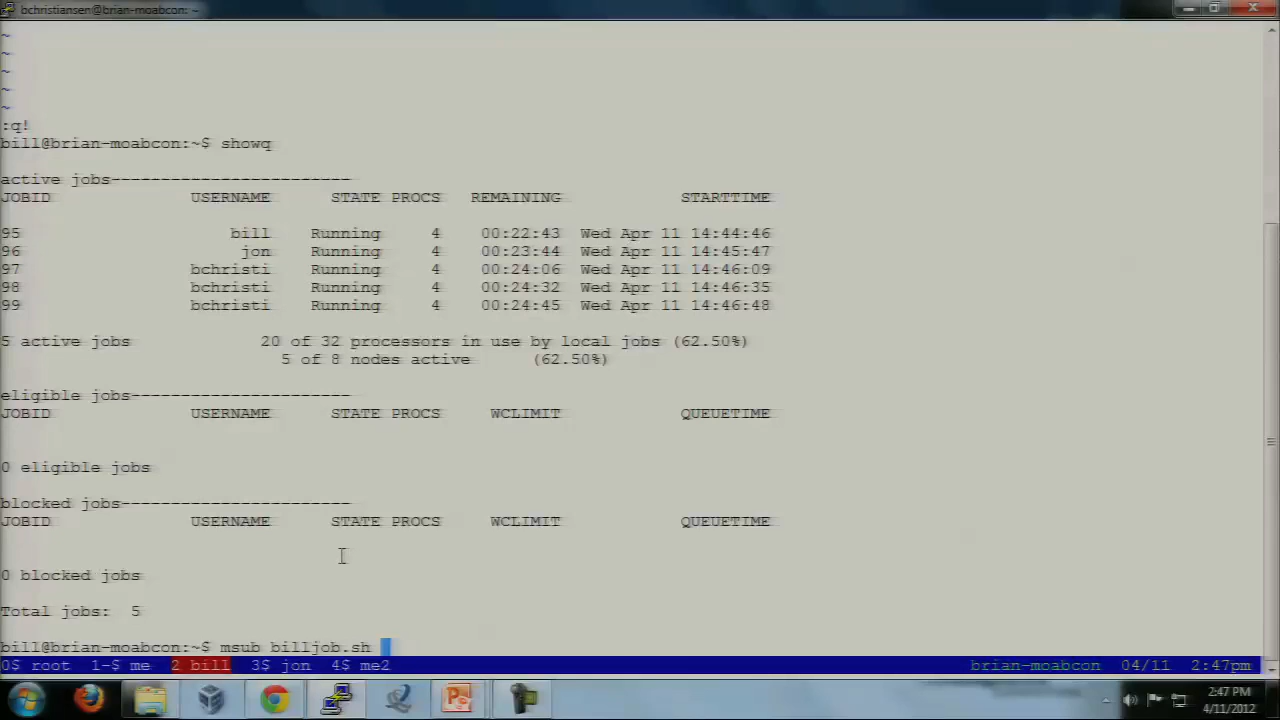 bchristiansen@brian-moabcon: ~
~
~
~
~
~
:q!
bill@brian-moabcon:~$ showq
active jobs------------------------
JOBID USERNAME STATE PROCS REMAINING STARTTIME
95 bill Running 4 00:22:43 Wed Apr 11 14:44:46
96 jon Running 4 00:23:44 Wed Apr 11 14:45:47
97 bchristi Running 4 00:24:06 Wed Apr 11 14:46:09
98 bchristi Running 4 00:24:32 Wed Apr 11 14:46:35
99 bchristi Running 4 00:24:45 Wed Apr 11 14:46:48
5 active jobs 20 of 32 processors in use by local jobs (62.50%)
5 of 8 nodes active (62.50%)
eligible jobs----------------------
JOBID USERNAME STATE PROCS WCLIMIT QUEUETIME
0 eligible jobs
blocked jobs-----------------------
JOBID USERNAME STATE PROCS WCLIMIT QUEUETIME
0 blocked jobs
Total jobs: 5
bill@brian-moabcon:~$ msub billjob.sh
0$ root 1-$ me 2 bill 3$ jon 4$ me2 brian-moabcon 04/11 2:47pm
2:47 PM
4/11/2012